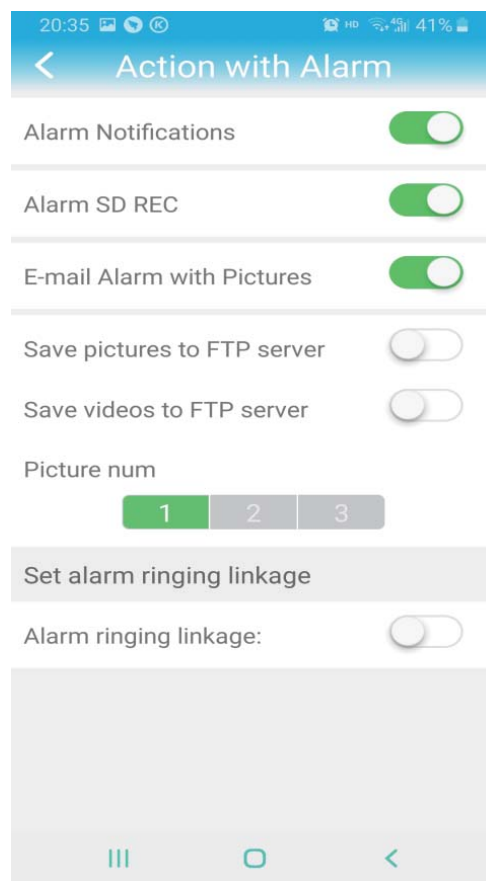 20:35 K HD 4G 41%
Action with Alarm
Alarm Notifications
Alarm SD REC
E-mail Alarm with Pictures
Save pictures to FTP server
Save videos to FTP server
Picture num
1 2 3
Set alarm ringing linkage
Alarm ringing linkage: